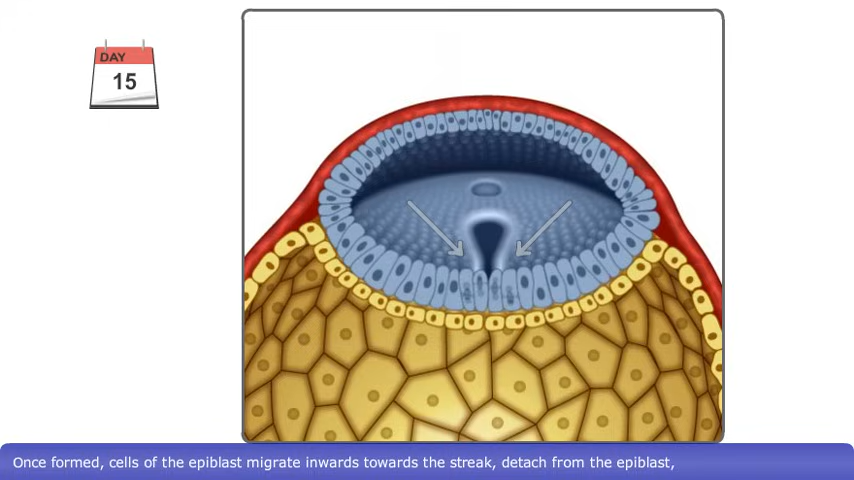 DAY
15
Once formed, cells of the epiblast migrate inwards towards the streak, detach from the epiblast,